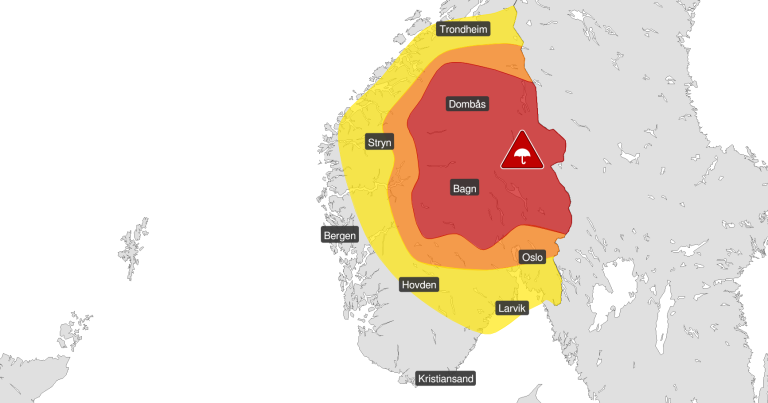 Trondheim
Dombås
Stryn
Bagn
Bergen
Oslo
Hovden
Larvik
Kristiansand